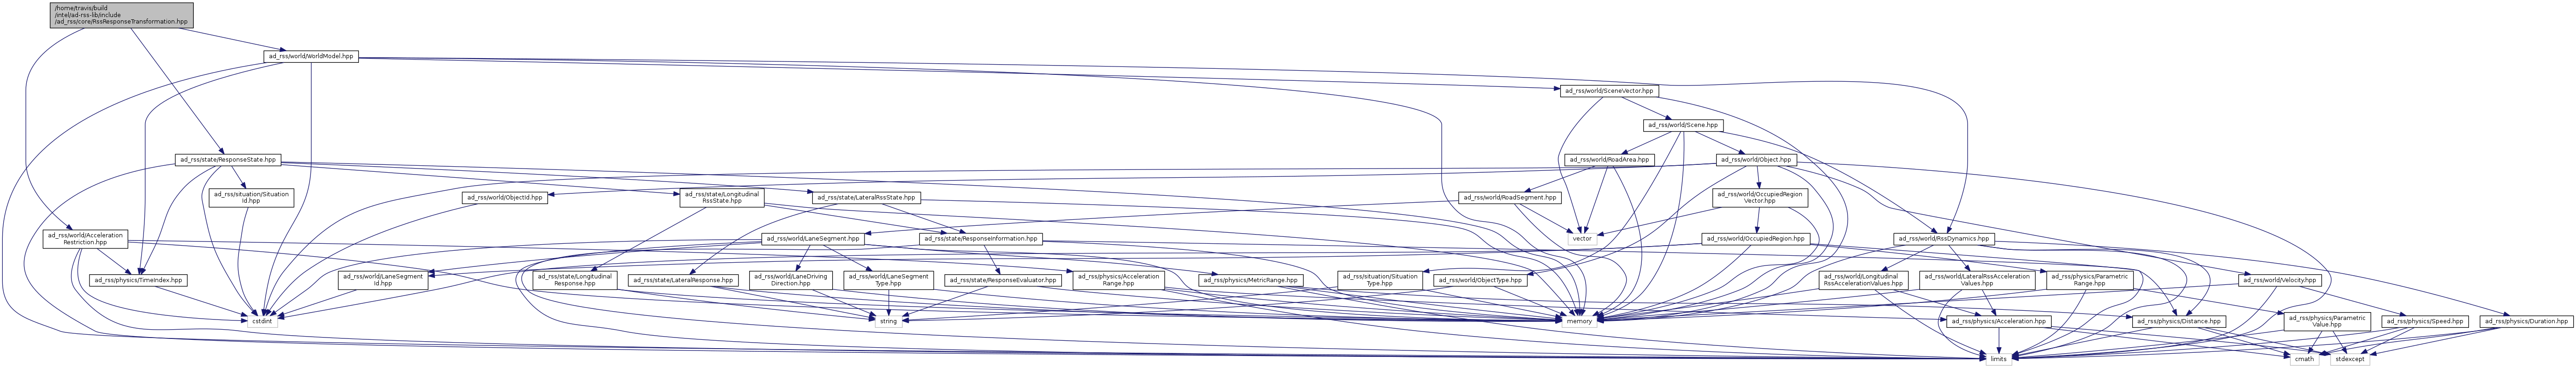 /home/travis/build
/intel/ad-rss-lib/include
/ad_rss/core/RssResponseTransformation.hpp
ad_rss/world/WorldModel.hpp
ad_rss/world/SceneVector.hpp
ad_rss/world/Scene.hpp
ad_rss/state/ResponseState.hpp
ad_rss/world/RoadArea.hpp
ad_rss/world/Object.hpp
ad_rss/situation/Situation
Id.hpp
ad_rss/world/ObjectId.hpp
ad_rss/state/Longitudinal
RssState.hpp
ad_rss/state/LateralRssState.hpp
ad_rss/world/RoadSegment.hpp
ad_rss/world/OccupiedRegion
Vector.hpp
ad_rss/world/Acceleration
Restriction.hpp
ad_rss/world/LaneSegment.hpp
ad_rss/state/ResponseInformation.hpp
vector
ad_rss/world/OccupiedRegion.hpp
ad_rss/world/RssDynamics.hpp
ad_rss/physics/TimeIndex.hpp
ad_rss/world/LaneSegment
Id.hpp
ad_rss/state/Longitudinal
Response.hpp
ad_rss/state/LateralResponse.hpp
ad_rss/world/LaneDriving
Direction.hpp
ad_rss/world/LaneSegment
Type.hpp
ad_rss/state/ResponseEvaluator.hpp
ad_rss/physics/Acceleration
Range.hpp
ad_rss/physics/MetricRange.hpp
ad_rss/situation/Situation
Type.hpp
ad_rss/world/ObjectType.hpp
ad_rss/world/Longitudinal
RssAccelerationValues.hpp
ad_rss/world/LateralRssAcceleration
Values.hpp
ad_rss/physics/Parametric
Range.hpp
ad_rss/world/Velocity.hpp
cstdint
string
memory
ad_rss/physics/Acceleration.hpp
ad_rss/physics/Distance.hpp
ad_rss/physics/Parametric
Value.hpp
ad_rss/physics/Speed.hpp
ad_rss/physics/Duration.hpp
limits
cmath
stdexcept